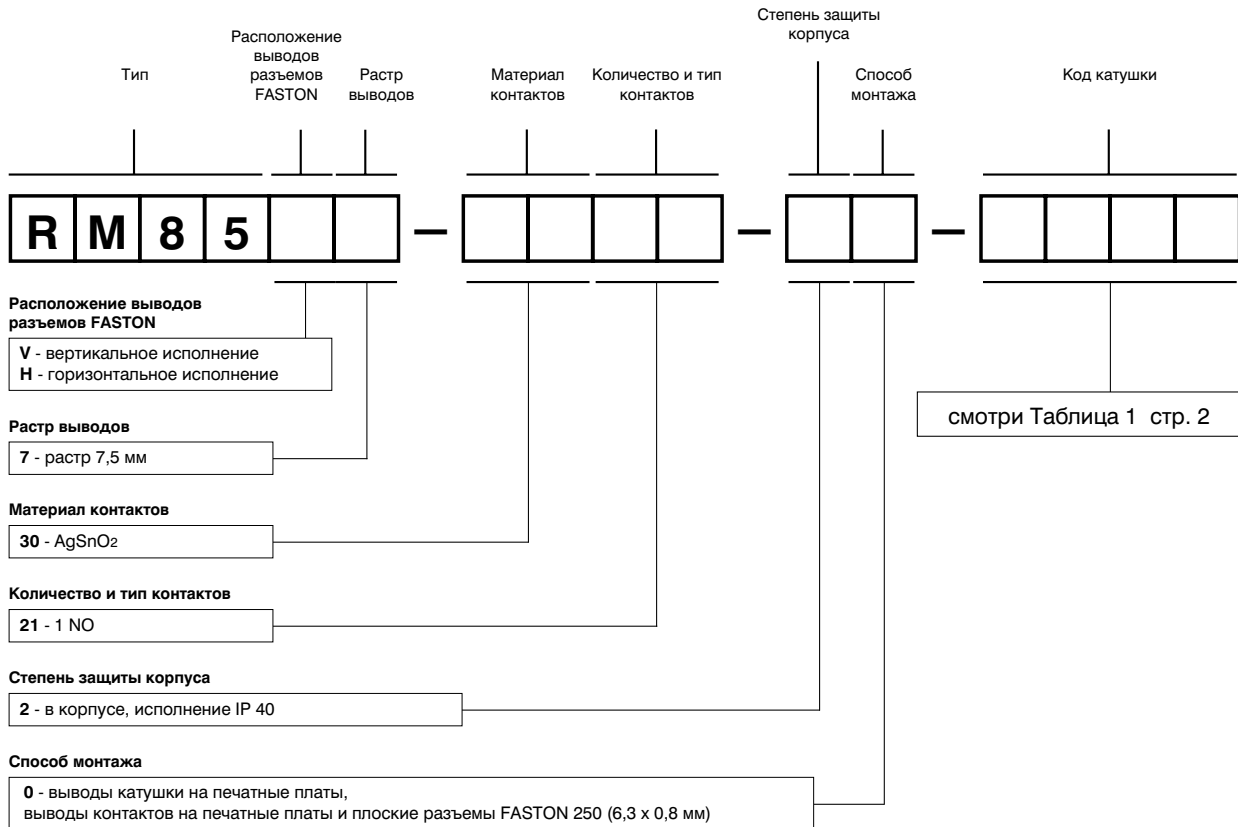 Степень защиты
корпуса
Расположение
выводов
разъемов
FASTON
Тип
Растр
выводов
Материал
контактов
Количество и тип
контактов
Способ
монтажа
Код катушки
R M 8 5 – – –
Расположение выводов
разъемов FASTON
V - вертикальное исполнение
H - горизонтальное исполнение
смотри Таблица 1 стр. 2
Растр выводов
7 - растр 7,5 мм
Материал контактов
30 - AgSnO2
Количество и тип контактов
21 - 1 NO
Степень защиты корпуса
2 - в корпусе, исполнение IP 40
Способ монтажа
0 - выводы катушки на печатные платы,
выводы контактов на печатные платы и плоские разъемы FASTON 250 (6,3 x 0,8 мм)